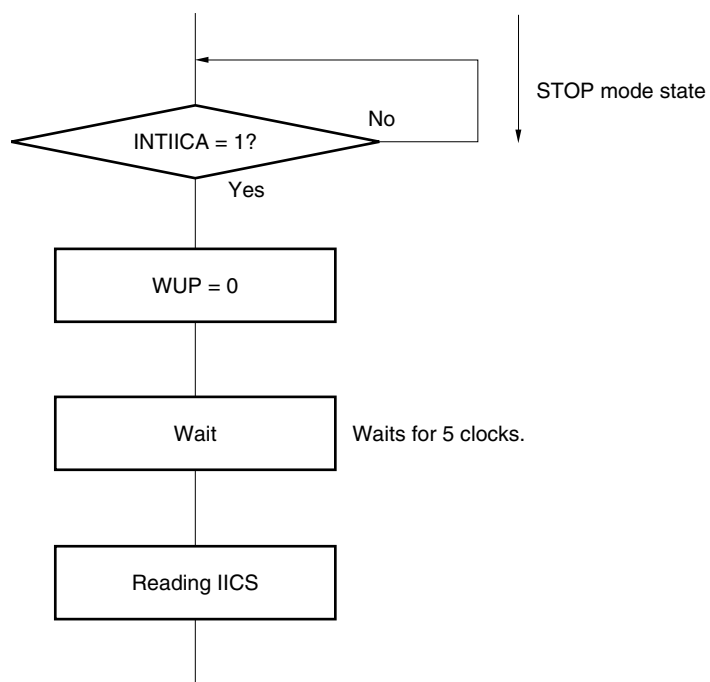 STOP mode state
No
INTIICA = 1?
Yes
WUP = 0
Wait
Waits for 5 clocks.
Reading IICS